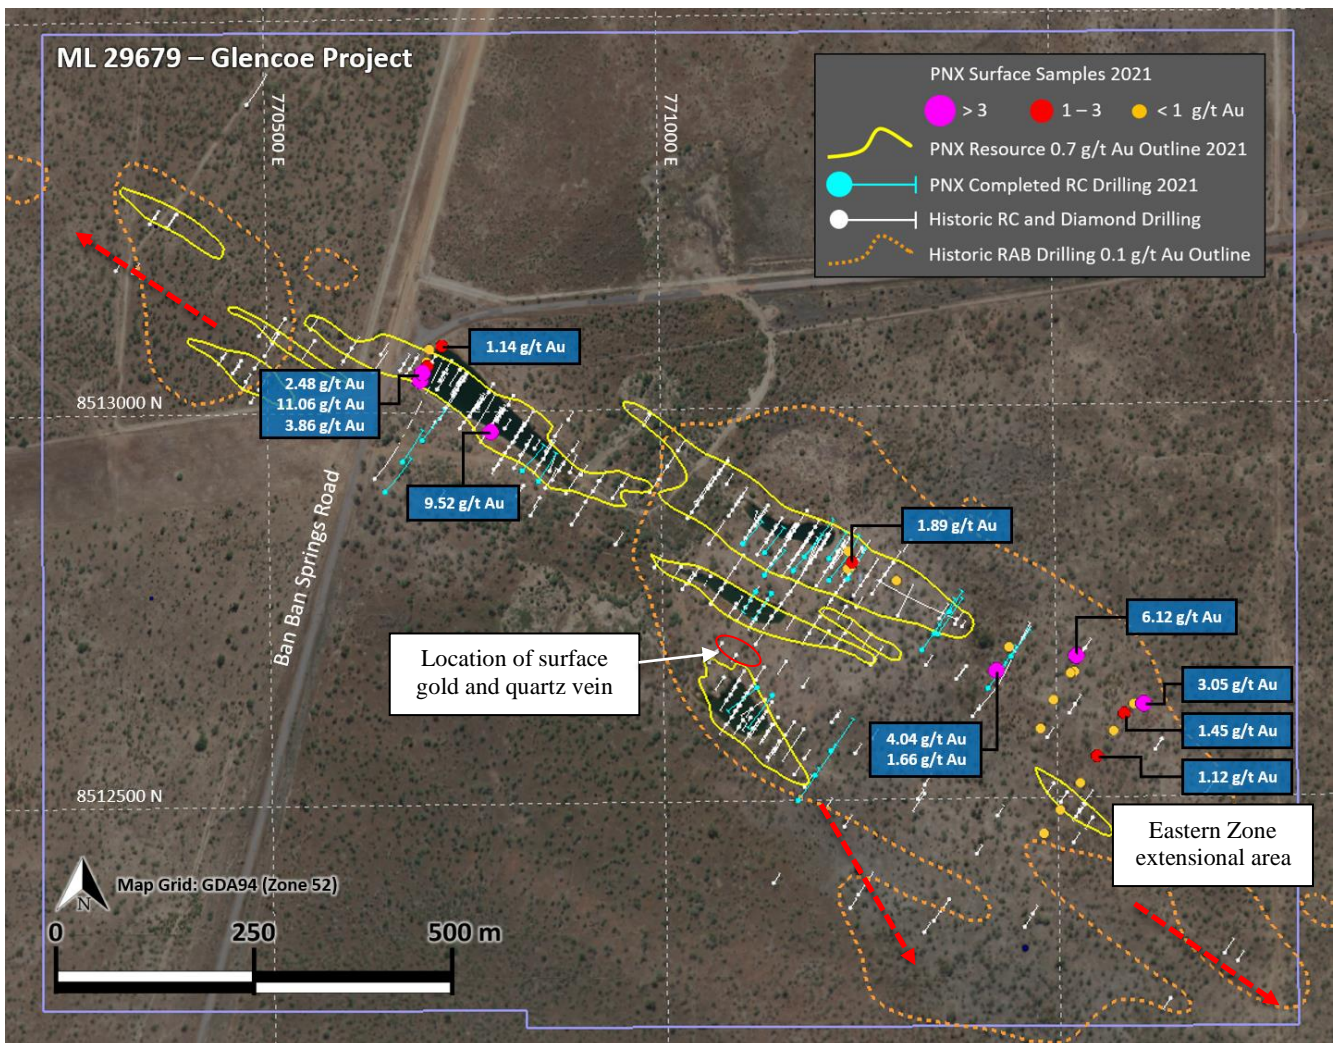 ML 29679 – Glencoe Project
770500 E
771000 E
PNX Surface Samples 2021
> 3
1 – 3
< 1 g/t Au
PNX Resource 0.7 g/t Au Outline 2021
PNX Completed RC Drilling 2021
Historic RC and Diamond Drilling
Historic RAB Drilling 0.1 g/t Au Outline
1.14 g/t Au
2.48 g/t Au
11.06 g/t Au
3.86 g/t Au
8513000 N
9.52 g/t Au
1.89 g/t Au
Ban Ban Springs Road
6.12 g/t Au
Location of surface
gold and quartz vein
3.05 g/t Au
1.45 g/t Au
4.04 g/t Au
1.66 g/t Au
1.12 g/t Au
8512500 N
Eastern Zone
extensional area
N
Map Grid: GDA94 (Zone 52)
0
250
500 m